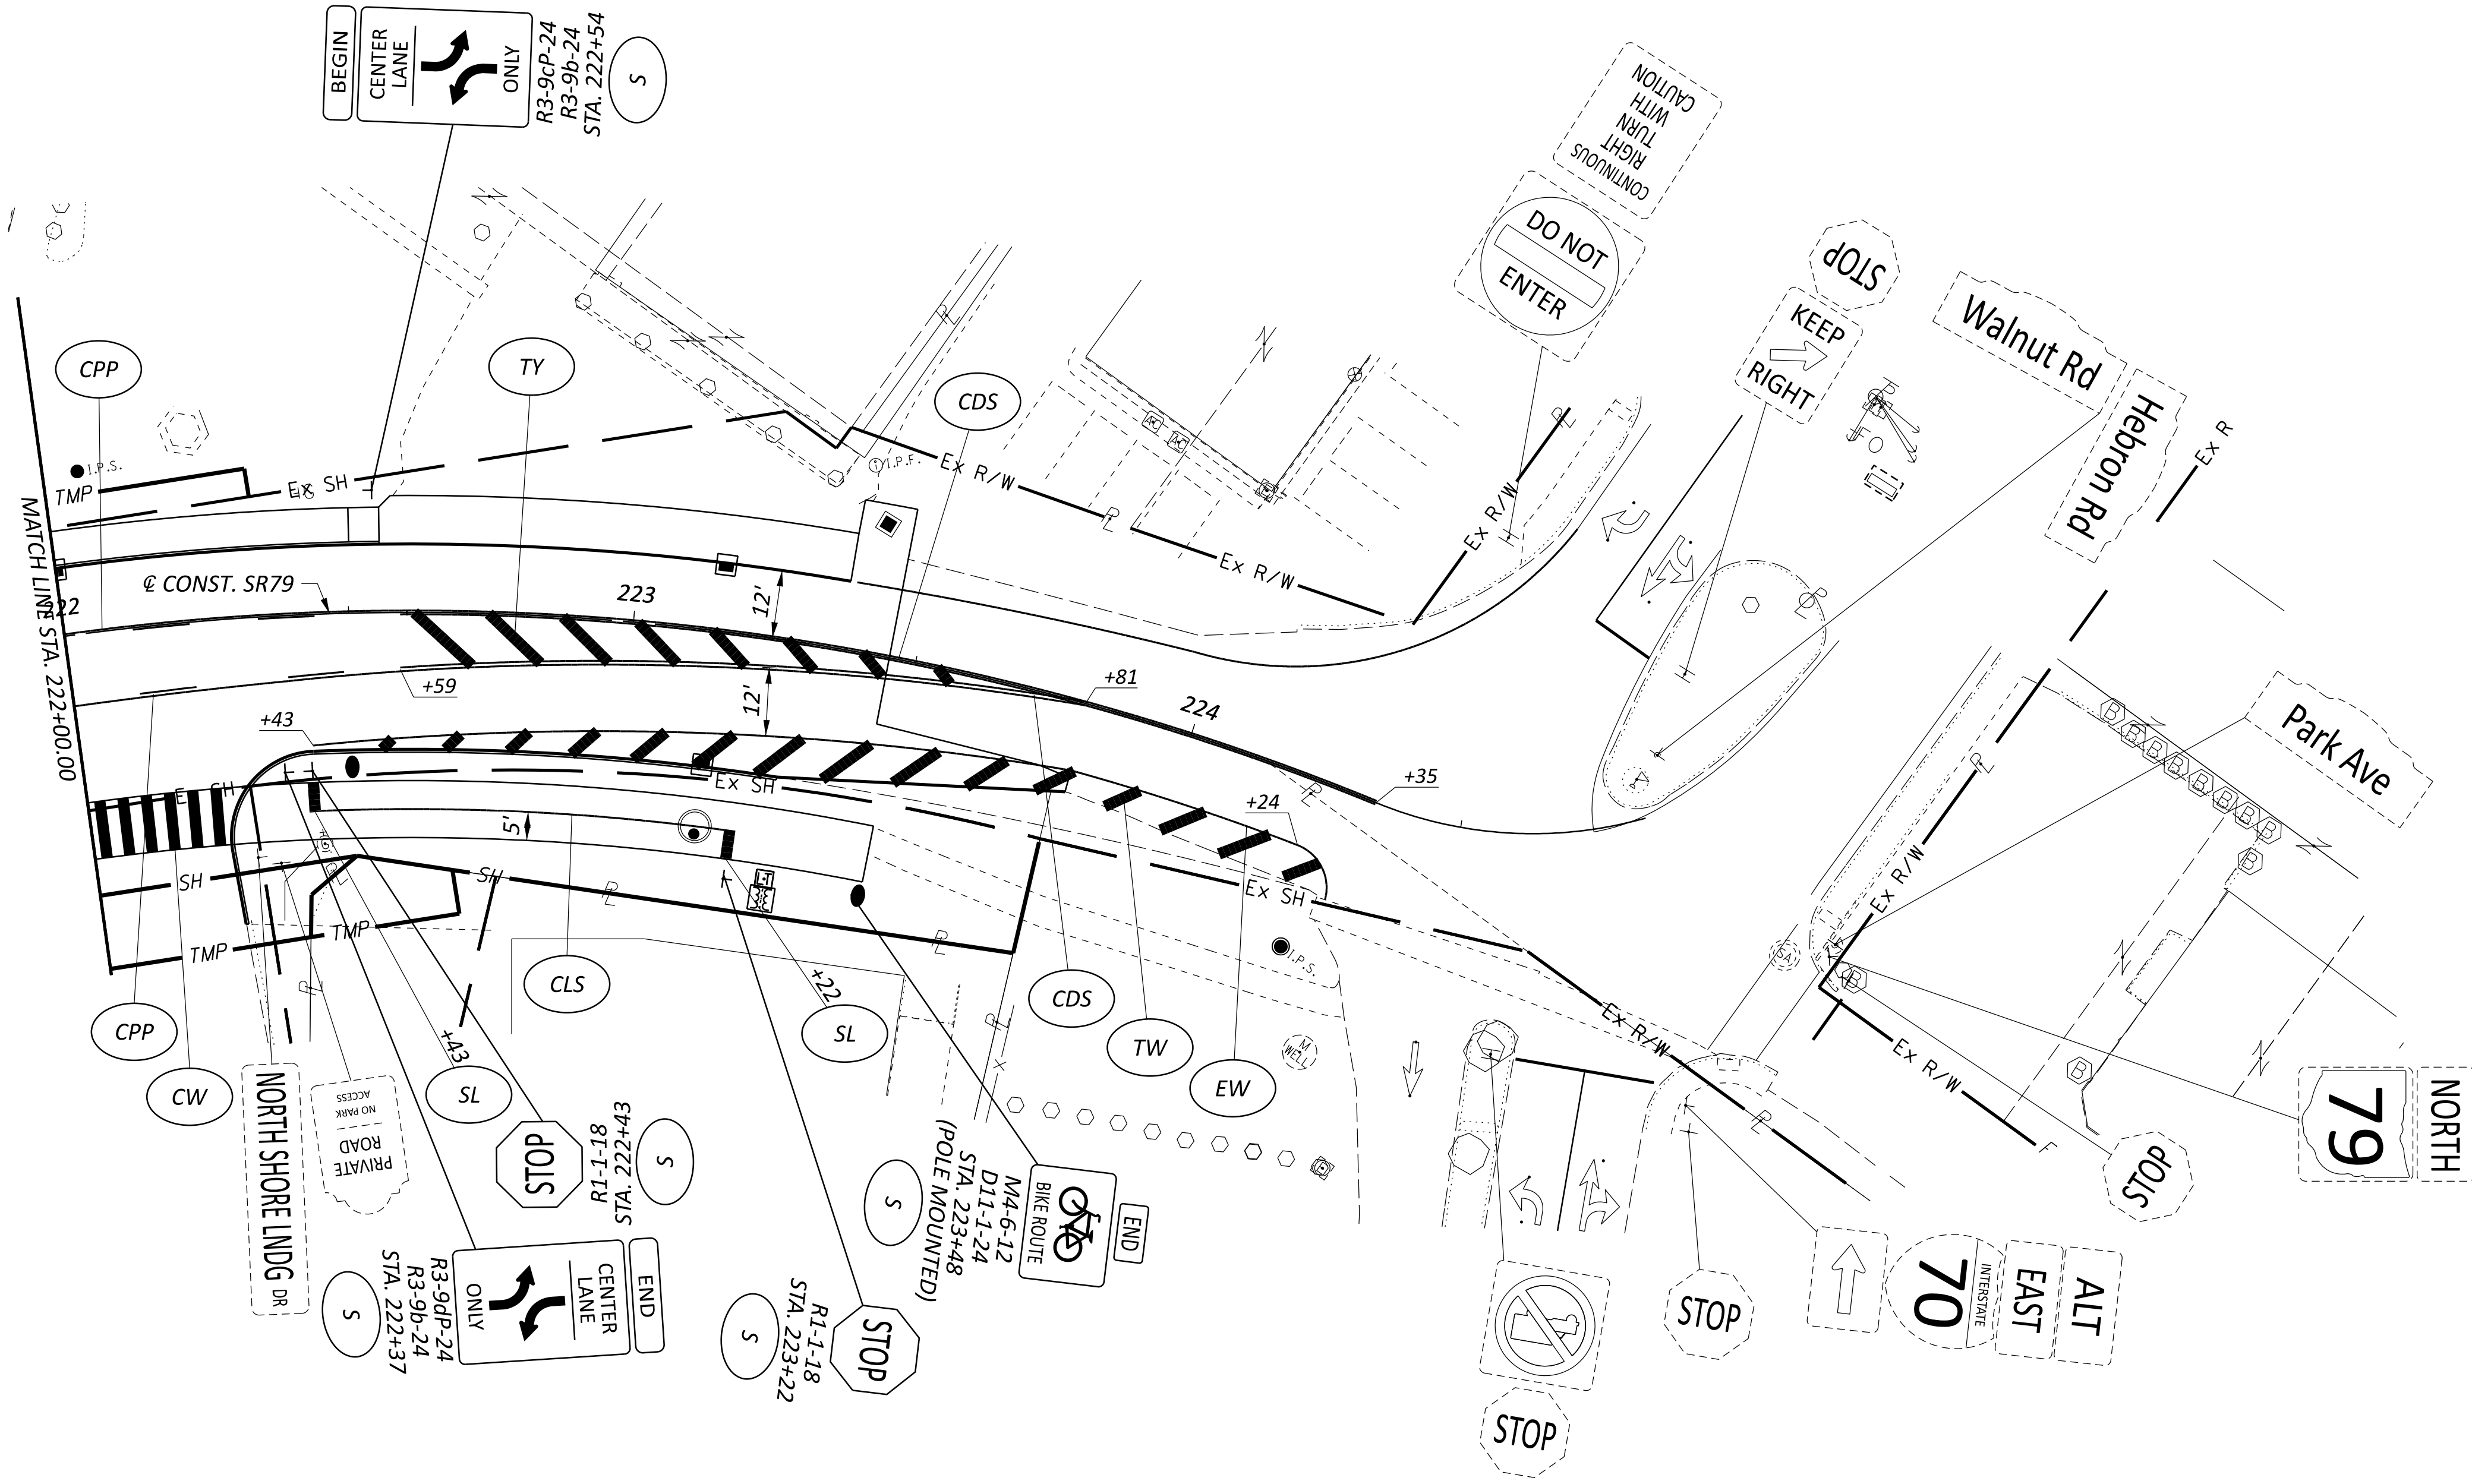 BEGIN
CENTER
LANE
ONLY
R3-9cP-24
R3-9b-24
STA. 222+54
S
CONTINUOUS
RIGHT
TURN
WITH
CAUTION
DO NOT
ENTER
STOP
KEEP
RIGHT
Walnut Rd
Hebron Rd
Ex R
CPP
TY
CDS
I.P.S.
TMP
Ex SH
I.P.F.
Ex R/W
Ex R/W
Ex R/W
AC
AC
MATCH LINE STA. 222+00.00
℄ CONST. SR79
222
223
12'
+59
12'
+81
224
+43
+35
+24
Park Ave
B
B
B
B
B
B
B
B
B
Ex SH
5'
SH
SH
TMP
TMP
Ex SH
I.P.S.
Ex R/W
SA
B
Ex R/W
Ex R/W
B
CPP
CW
+43
SL
CLS
+22
SL
CDS
TW
EW
M
WELL
NORTH SHORE LNDG DR
PRIVATE
ROAD
NO PARK
ACCESS
STOP
R1-1-18
STA. 222+43
S
END
CENTER
LANE
ONLY
R3-9dP-24
R3-9b-24
STA. 222+37
S
END
BIKE ROUTE
M4-6-12
D11-1-24
STA. 223+48
(POLE MOUNTED)
S
STOP
R1-1-18
STA. 223+22
S
STOP
STOP
INTERSTATE
70
EAST
ALT
STOP
79
NORTH